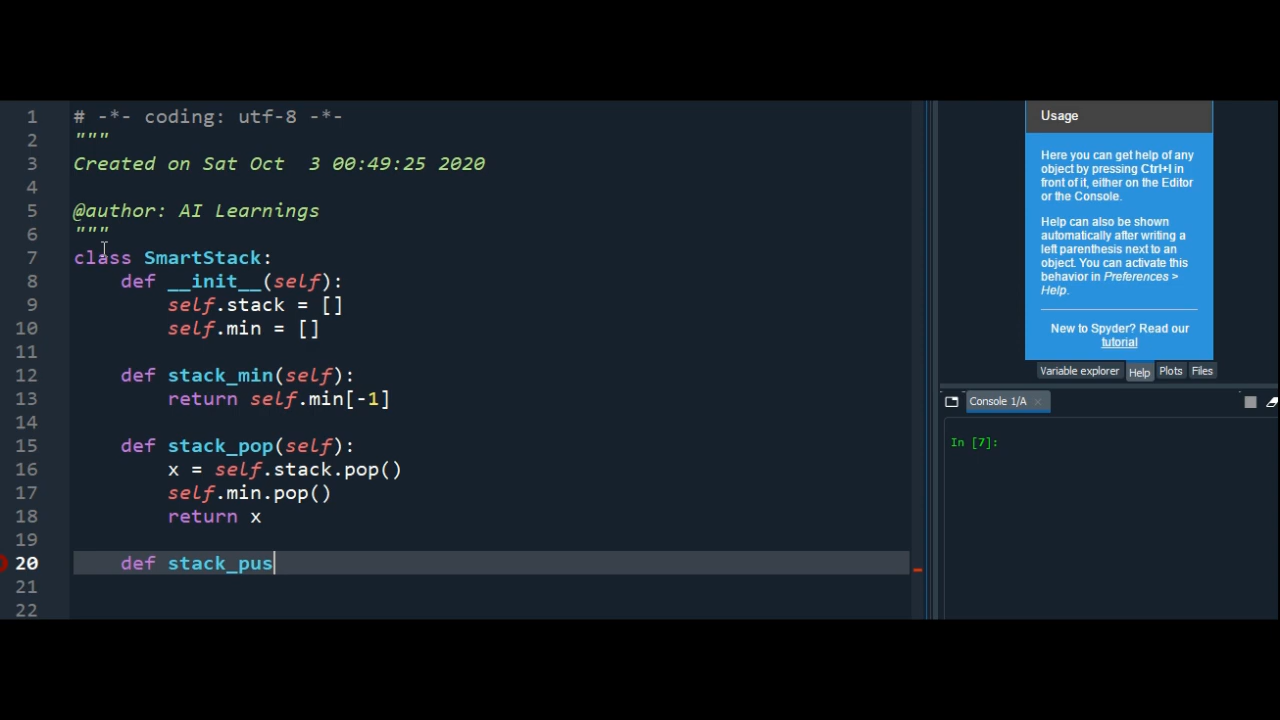 1 # -*- coding: utf-8 -*-
2 """
3 Created on Sat Oct  3 00:49:25 2020
4
5 @author: AI Learnings
6 """
7 class SmartStack:
8     def __init__(self):
9         self.stack = []
10         self.min = []
11
12     def stack_min(self):
13         return self.min[-1]
14
15     def stack_pop(self):
16         x = self.stack.pop()
17         self.min.pop()
18         return x
19
20     def stack_pus
21
22
Usage
Here you can get help of any
object by pressing Ctrl+I in
front of it, either on the Editor
or the Console.
Help can also be shown
automatically after writing a
left parenthesis next to an
object. You can activate this
behavior in Preferences >
Help.
New to Spyder? Read our
tutorial
Variable explorer Help Plots Files
Console 1/A
In [7]: